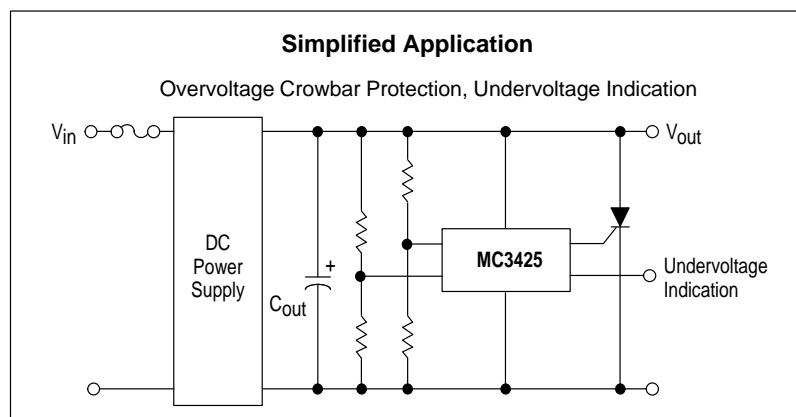 Simplified Application
Overvoltage Crowbar Protection, Undervoltage Indication
Vin
Vout
DC
Power
Supply
Cout
+
MC3425
Undervoltage
Indication